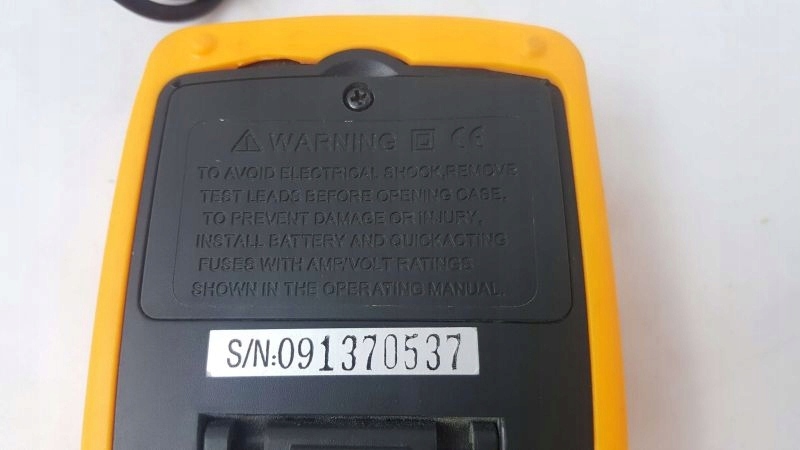 WARNING CE
TO AVOID ELECTRICAL SHOCK,REMOVE
TEST LEADS BEFORE OPENING CASE,
TO PREVENT DAMAGE OR INJURY,
INSTALL BATTERY AND QUICKACTING
FUSES WITH AMP/VOLT RATINGS
SHOWN IN THE OPERATING MANUAL.
S/N:091370537